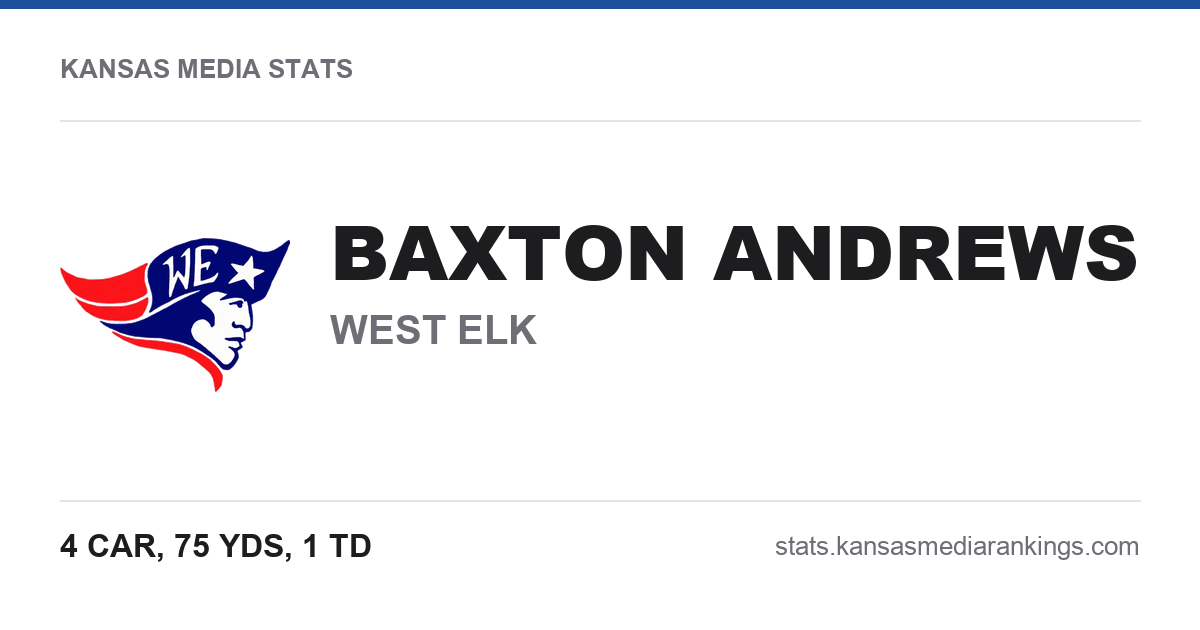 KANSAS MEDIA STATS
WE
BAXTON ANDREWS
WEST ELK
4 CAR, 75 YDS, 1 TD
stats.kansasmediarankings.com